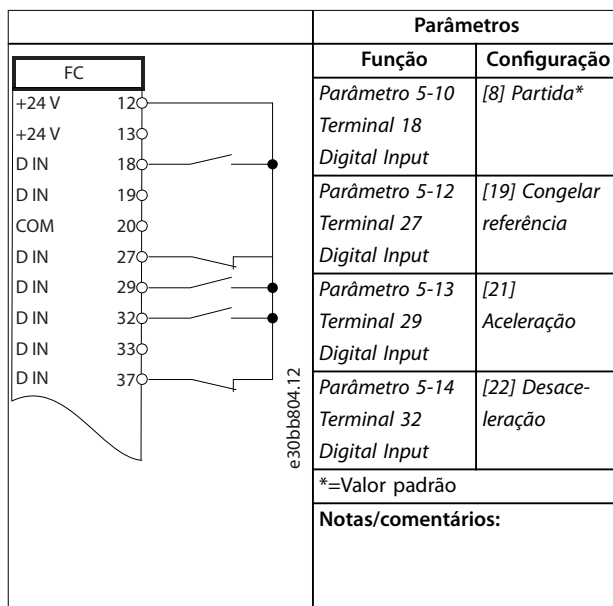 FC
+24 V 12
+24 V 13
D IN 18
D IN 19
COM 20
D IN 27
D IN 29
D IN 32
D IN 33
D IN 37
e30bb804.12
Parâmetros
Função Configuração
Parâmetro 5-10 [8] Partida*
Terminal 18
Digital Input
Parâmetro 5-12 [19] Congelar
Terminal 27 referência
Digital Input
Parâmetro 5-13 [21]
Terminal 29 Aceleração
Digital Input
Parâmetro 5-14 [22] Desace-
Terminal 32 leração
Digital Input
*=Valor padrão
Notas/comentários: